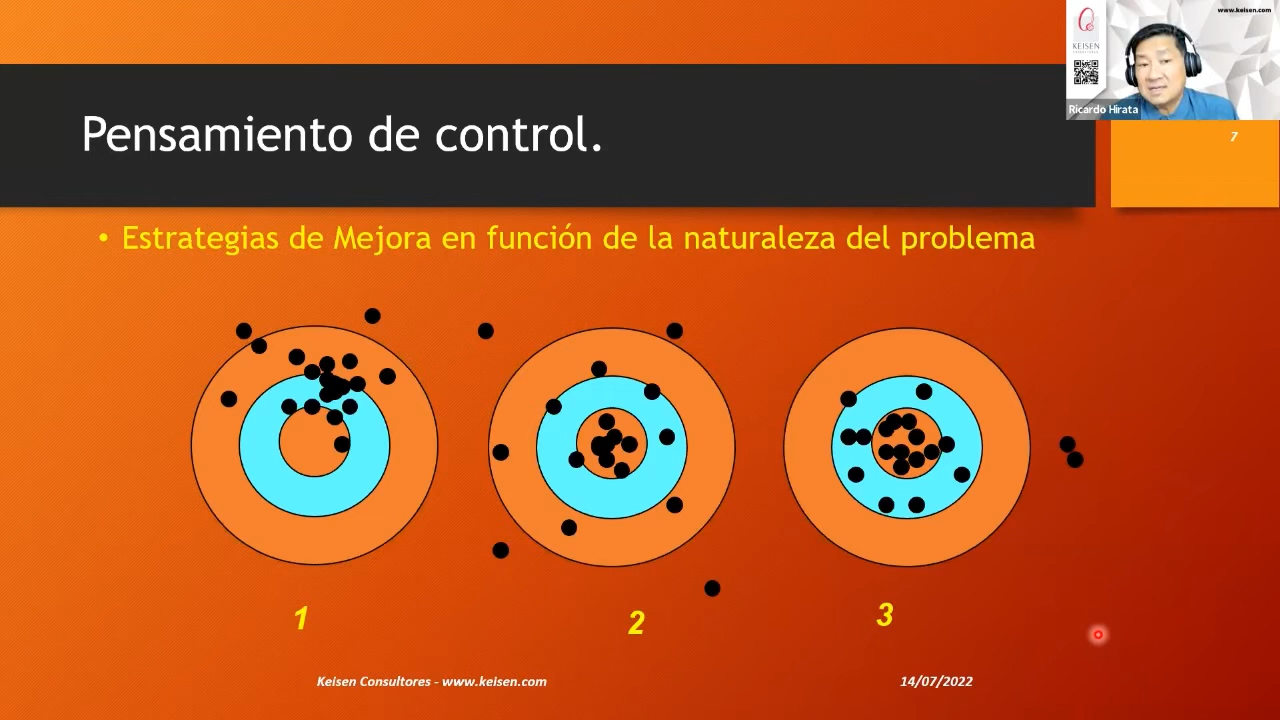 www.keisen.com
KEISEN
Ricardo Hirata
7
Pensamiento de control.
• Estrategias de Mejora en función de la naturaleza del problema
1
2
3
Keisen Consultores - www.keisen.com
14/07/2022